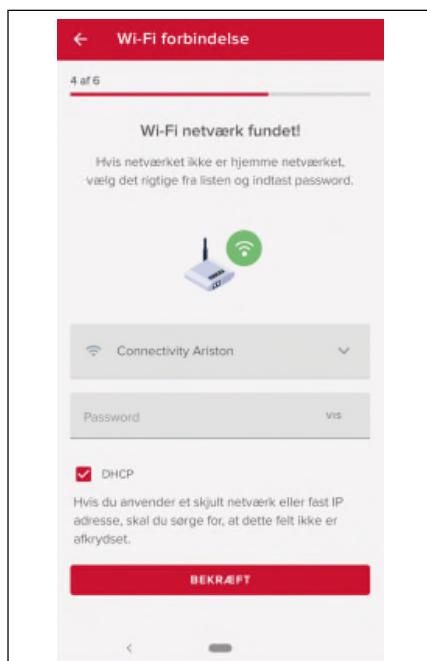 Wi-Fi forbindelse
4 af 6
Wi-Fi netværk fundet!
Hvis netværket ikke er hjemme netværket,
vælg det rigtige fra listen og indtast password.
Connectivity Ariston
Password VIS
DHCP
Hvis du anvender et skjult netværk eller fast IP
adresse, skal du sørge for, at dette felt ikke er
afkrydset.
BEKRÆFT